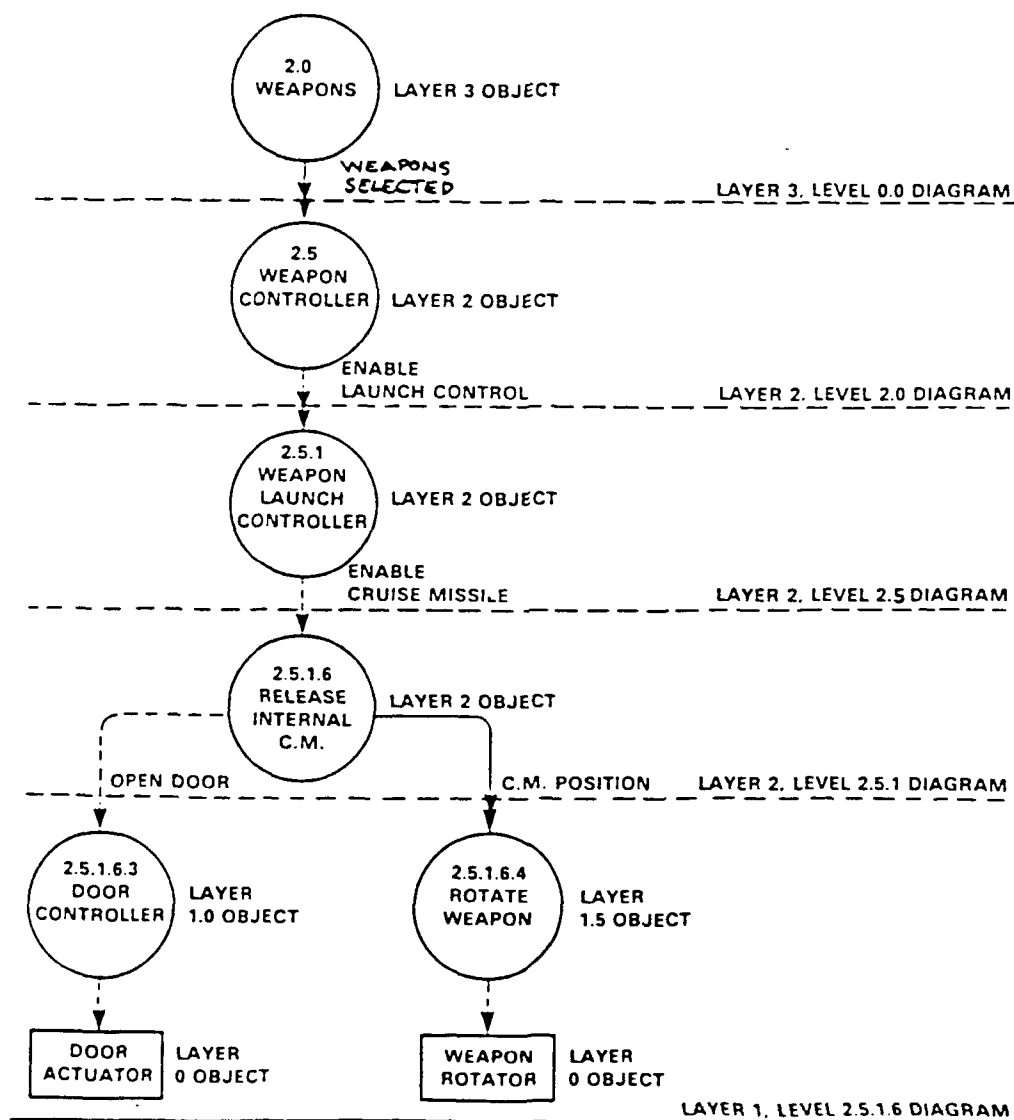 2.0
WEAPONS
LAYER 3 OBJECT
WEAPONS
SELECTED
LAYER 3, LEVEL 0.0 DIAGRAM
2.5
WEAPON
CONTROLLER
LAYER 2 OBJECT
ENABLE
LAUNCH CONTROL
LAYER 2, LEVEL 2.0 DIAGRAM
2.5.1
WEAPON
LAUNCH
CONTROLLER
LAYER 2 OBJECT
ENABLE
CRUISE MISSILE
LAYER 2, LEVEL 2.5 DIAGRAM
2.5.1.6
RELEASE
INTERNAL
C.M.
LAYER 2 OBJECT
OPEN DOOR
C.M. POSITION
LAYER 2, LEVEL 2.5.1 DIAGRAM
2.5.1.6.3
DOOR
CONTROLLER
LAYER
1.0 OBJECT
2.5.1.6.4
ROTATE
WEAPON
LAYER
1.5 OBJECT
DOOR
ACTUATOR
LAYER
0 OBJECT
WEAPON
ROTATOR
LAYER
0 OBJECT
LAYER 1, LEVEL 2.5.1.6 DIAGRAM